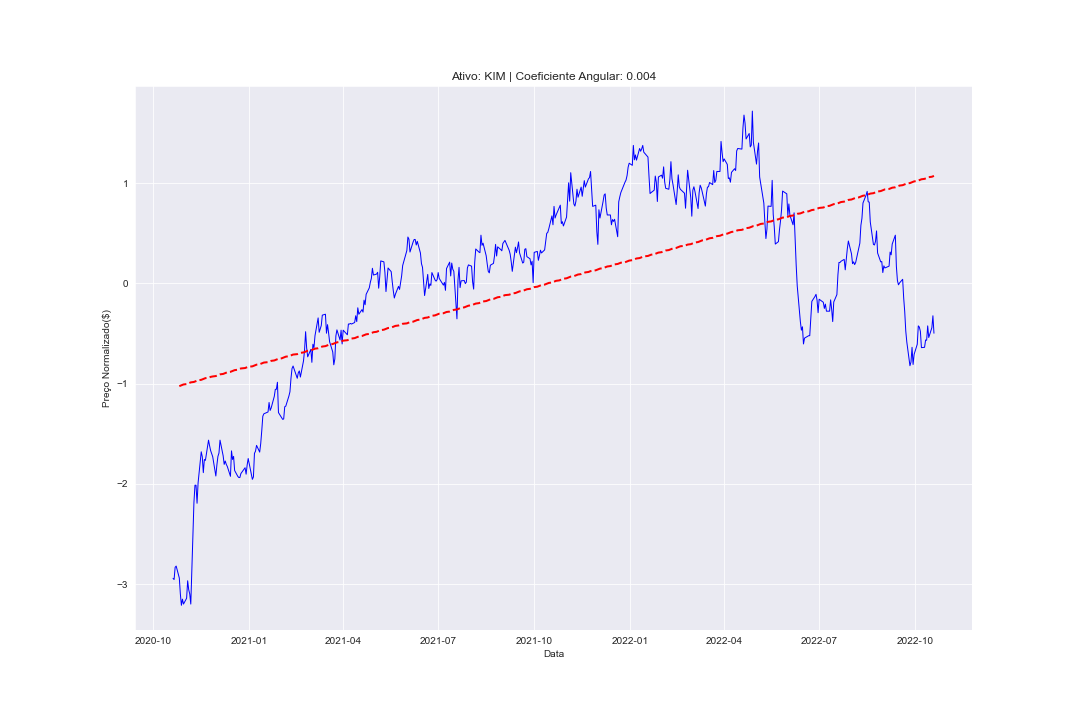 Ativo: KIM | Coeficiente Angular: 0.004
Preço Normalizado($)
1
0
−1
−2
−3
2020-10 2021-01 2021-04 2021-07 2021-10 2022-01 2022-04 2022-07 2022-10
Data